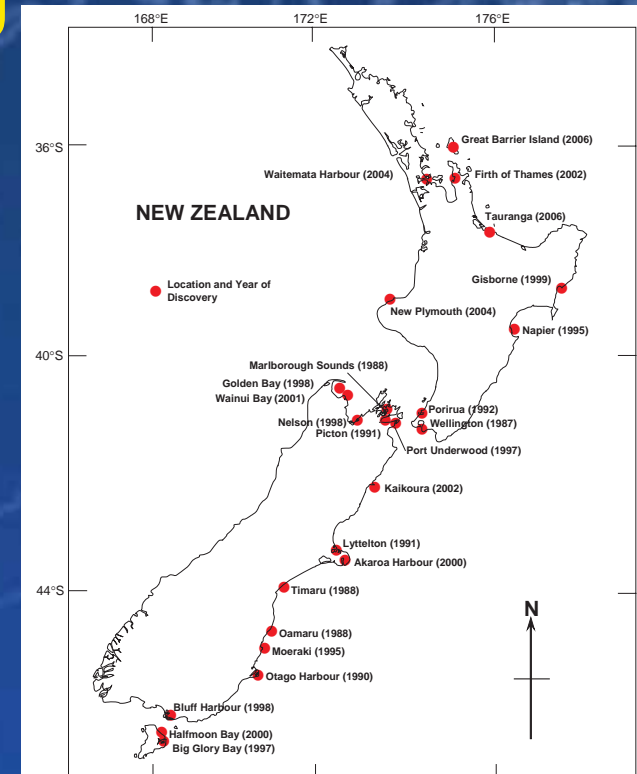 168°E
172°E
176°E
36°S
40°S
44°S
NEW ZEALAND
Location and Year of
Discovery
Great Barrier Island (2006)
Waitemata Harbour (2004)
Firth of Thames (2002)
Tauranga (2006)
Gisborne (1999)
New Plymouth (2004)
Napier (1995)
Marlborough Sounds (1988)
Golden Bay (1998)
Wainui Bay (2001)
Porirua (1992)
Nelson (1998)
Wellington (1987)
Picton (1991)
Port Underwood (1997)
Kaikoura (2002)
Lyttelton (1991)
Akaroa Harbour (2000)
Timaru (1988)
N
Oamaru (1988)
Moeraki (1995)
Otago Harbour (1990)
Bluff Harbour (1998)
Halfmoon Bay (2000)
Big Glory Bay (1997)